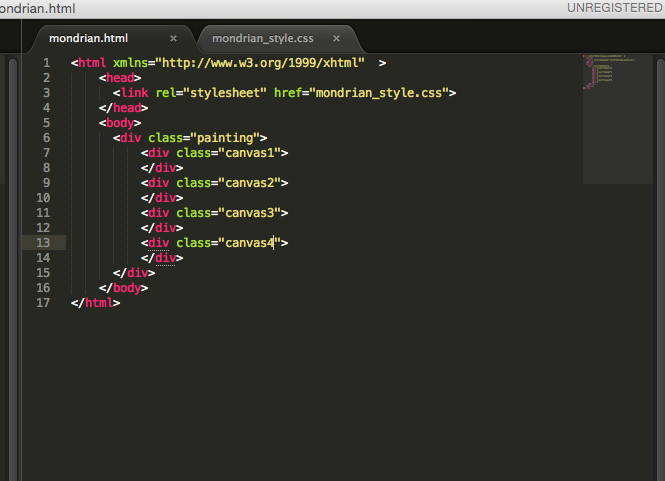 ondrian.html
UNREGISTERED
mondrian.html × mondrian_style.css ×
1 <html xmlns="http://www.w3.org/1999/xhtml"  >
2 <head>
3 <link rel="stylesheet" href="mondrian_style.css">
4 </head>
5 <body>
6 <div class="painting">
7 <div class="canvas1">
8 </div>
9 <div class="canvas2">
10 </div>
11 <div class="canvas3">
12 </div>
13 <div class="canvas4">
14 </div>
15 </div>
16 </body>
17 </html>